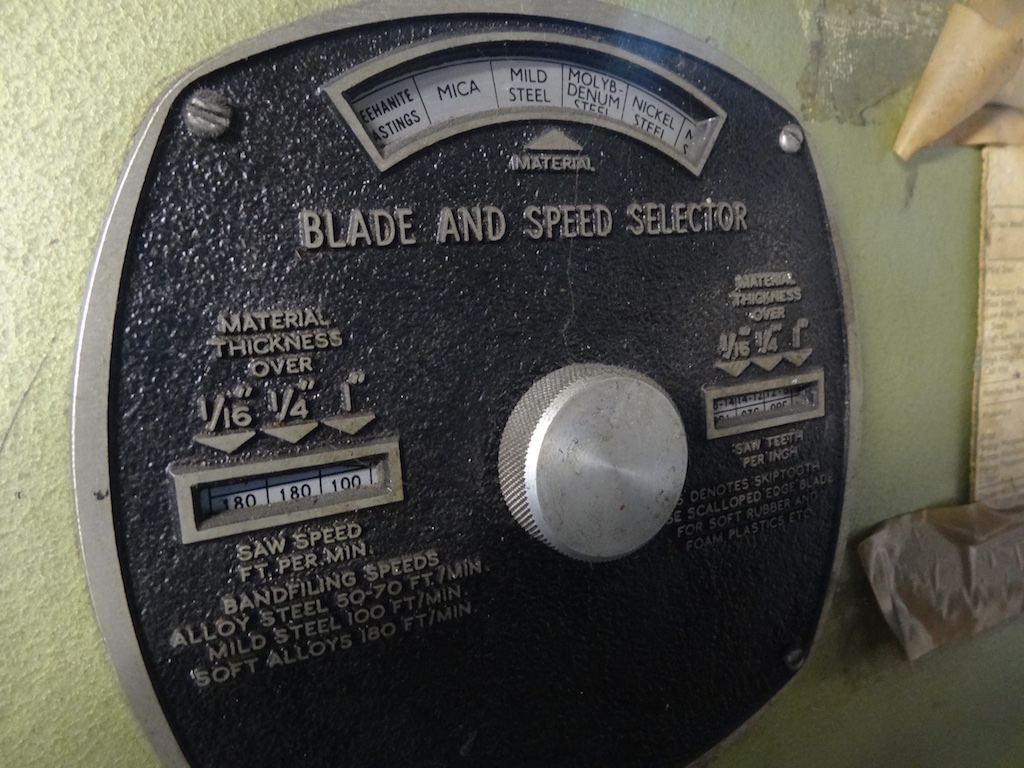 EEHANITE
ASTINGS
MICA
MILD
STEEL
MOLYB-
DENUM
STEEL
NICKEL
STEEL
MATERIAL
BLADE AND SPEED SELECTOR
MATERIAL
THICKNESS
OVER
1/16" 1/4" 1"
180 180 100
SAW SPEED
FT. PER.MIN.
BANDFILING SPEEDS
ALLOY STEEL 50-70 FT./MIN.
MILD STEEL 100 FT/MIN.
SOFT ALLOYS 180 FT/MIN.
MATERIAL
THICKNESS
OVER
1/16 1/4 1"
SAW TEETH
PER INCH
S DENOTES SKIPTOOTH
SE SCALLOPED EDGE BLADE
FOR SOFT RUBBER AND
FOAM PLASTICS ETC.